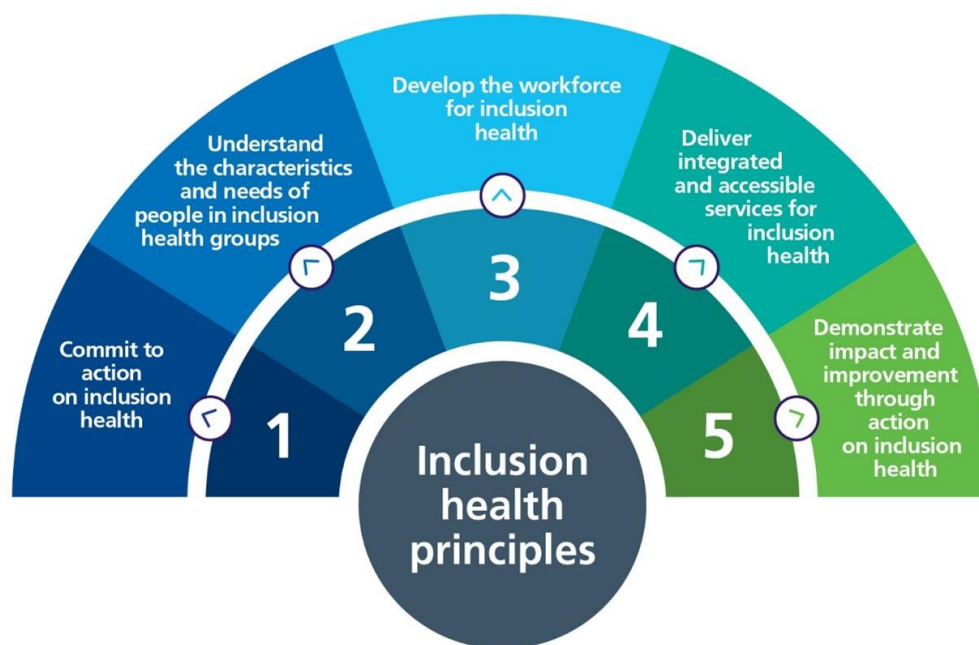 1
Commit to
action
on inclusion
health
2
Understand
the characteristics
and needs of
people in inclusion
health groups
3
Develop the workforce
for inclusion
health
4
Deliver
integrated
and accessible
services for
inclusion
health
5
Demonstrate
impact and
improvement
through
action
on inclusion
health
Inclusion
health
principles